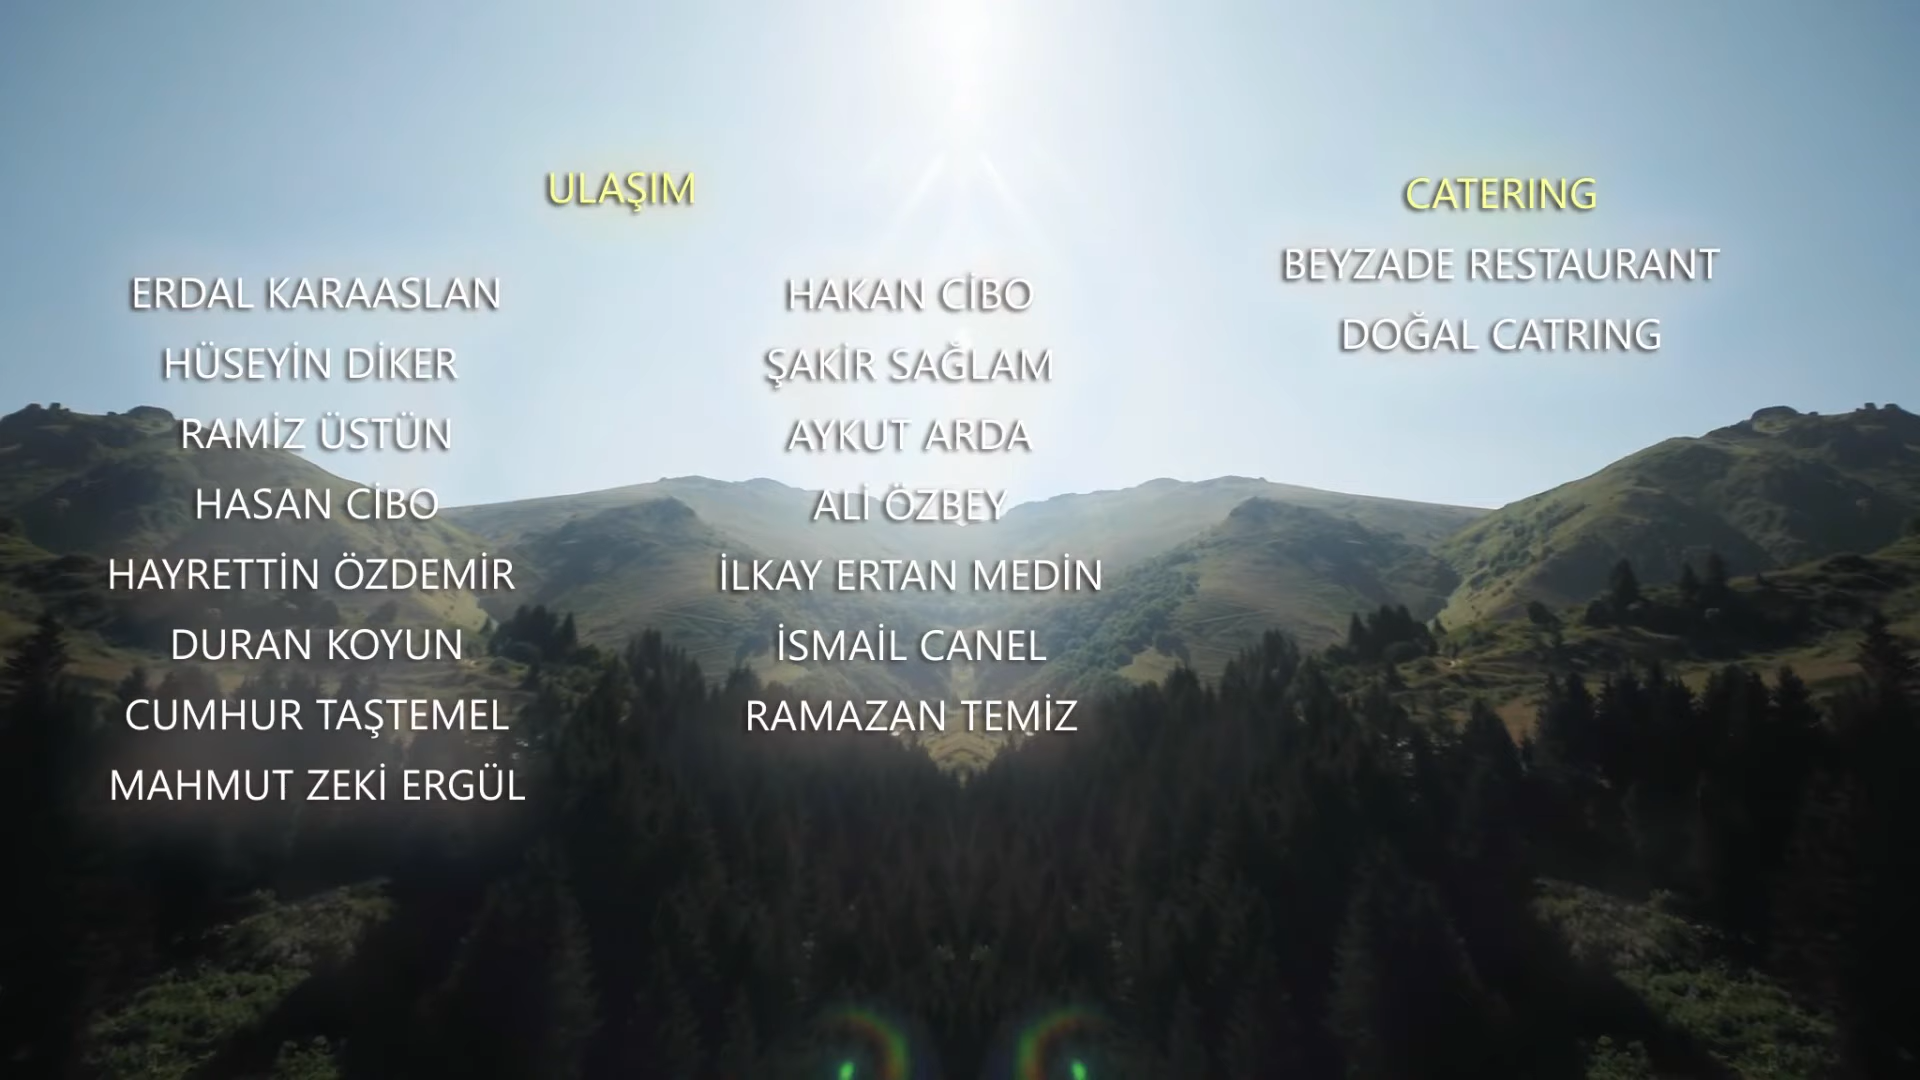 ULAŞIM
ERDAL KARAASLAN
HÜSEYİN DİKER
RAMİZ ÜSTÜN
HASAN CİBO
HAYRETTİN ÖZDEMİR
DURAN KOYUN
CUMHUR TAŞTEMEL
MAHMUT ZEKİ ERGÜL
HAKAN CİBO
ŞAKİR SAĞLAM
AYKUT ARDA
ALİ ÖZBEY
İLKAY ERTAN MEDİN
İSMAİL CANEL
RAMAZAN TEMİZ
CATERING
BEYZADE RESTAURANT
DOĞAL CATRING